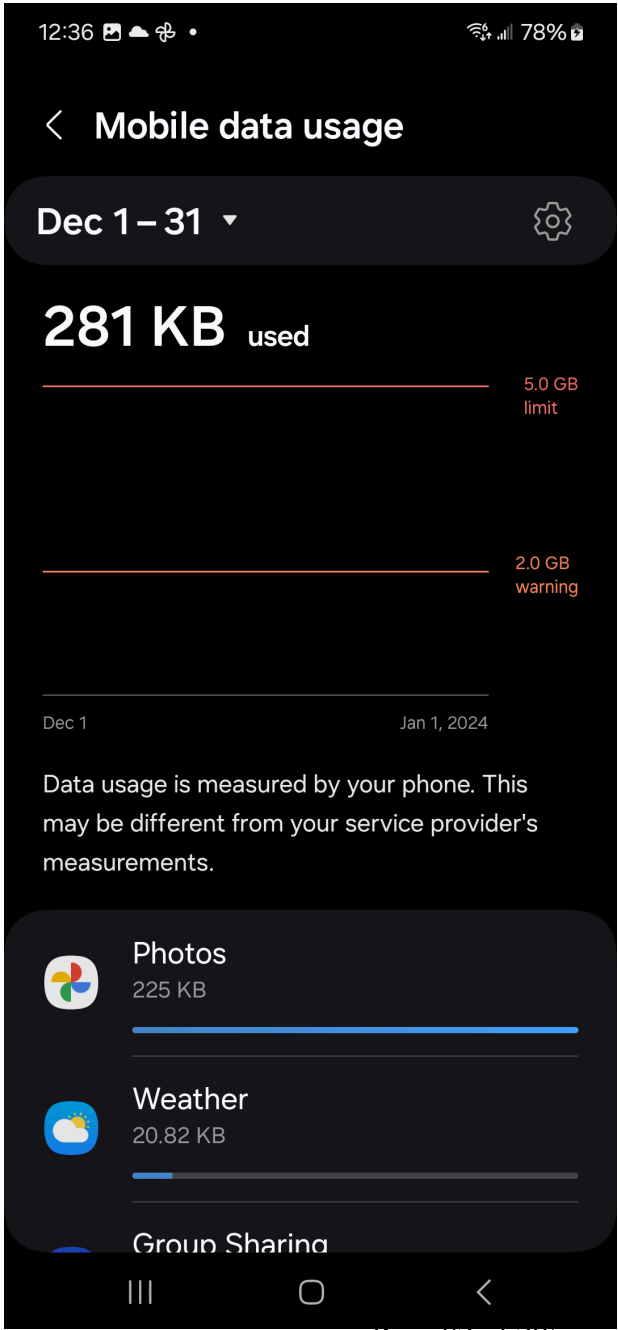 12:36
78%
Mobile data usage
Dec 1 – 31
281 KB used
5.0 GB
limit
2.0 GB
warning
Dec 1
Jan 1, 2024
Data usage is measured by your phone. This
may be different from your service provider's
measurements.
Photos
225 KB
Weather
20.82 KB
Group Sharing